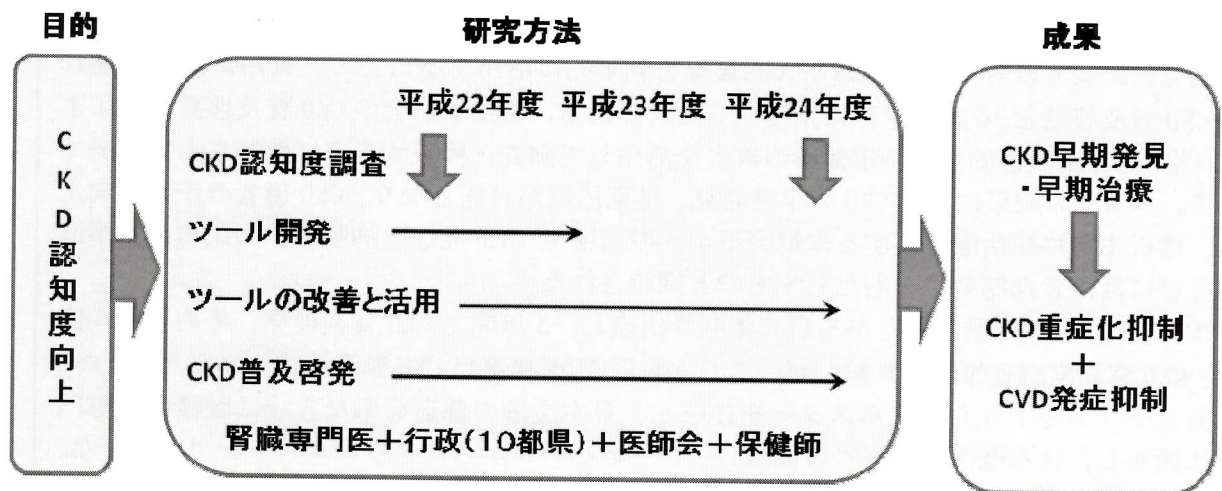 目的
CKD認知度向上
研究方法
平成22年度 平成23年度 平成24年度
CKD認知度調査
ツール開発
ツールの改善と活用
CKD普及啓発
腎臓専門医＋行政(10都県)＋医師会＋保健師
成果
CKD早期発見
・早期治療
CKD重症化抑制
+
CVD発症抑制